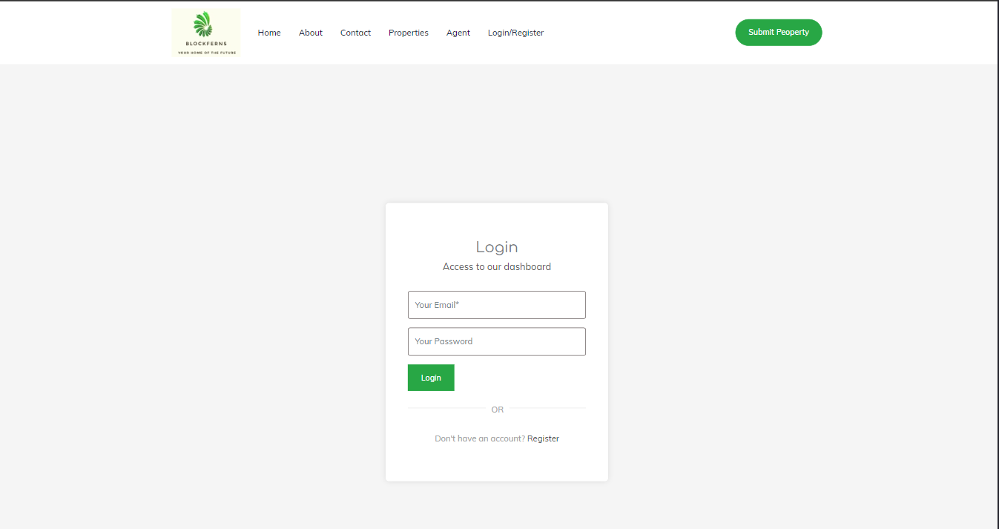 BLOCKFERNS
YOUR HOME OF THE FUTURE
Home About Contact Properties Agent Login/Register
Submit Peoperty
Login
Access to our dashboard
Your Email*
Your Password
Login
OR
Don't have an account? Register